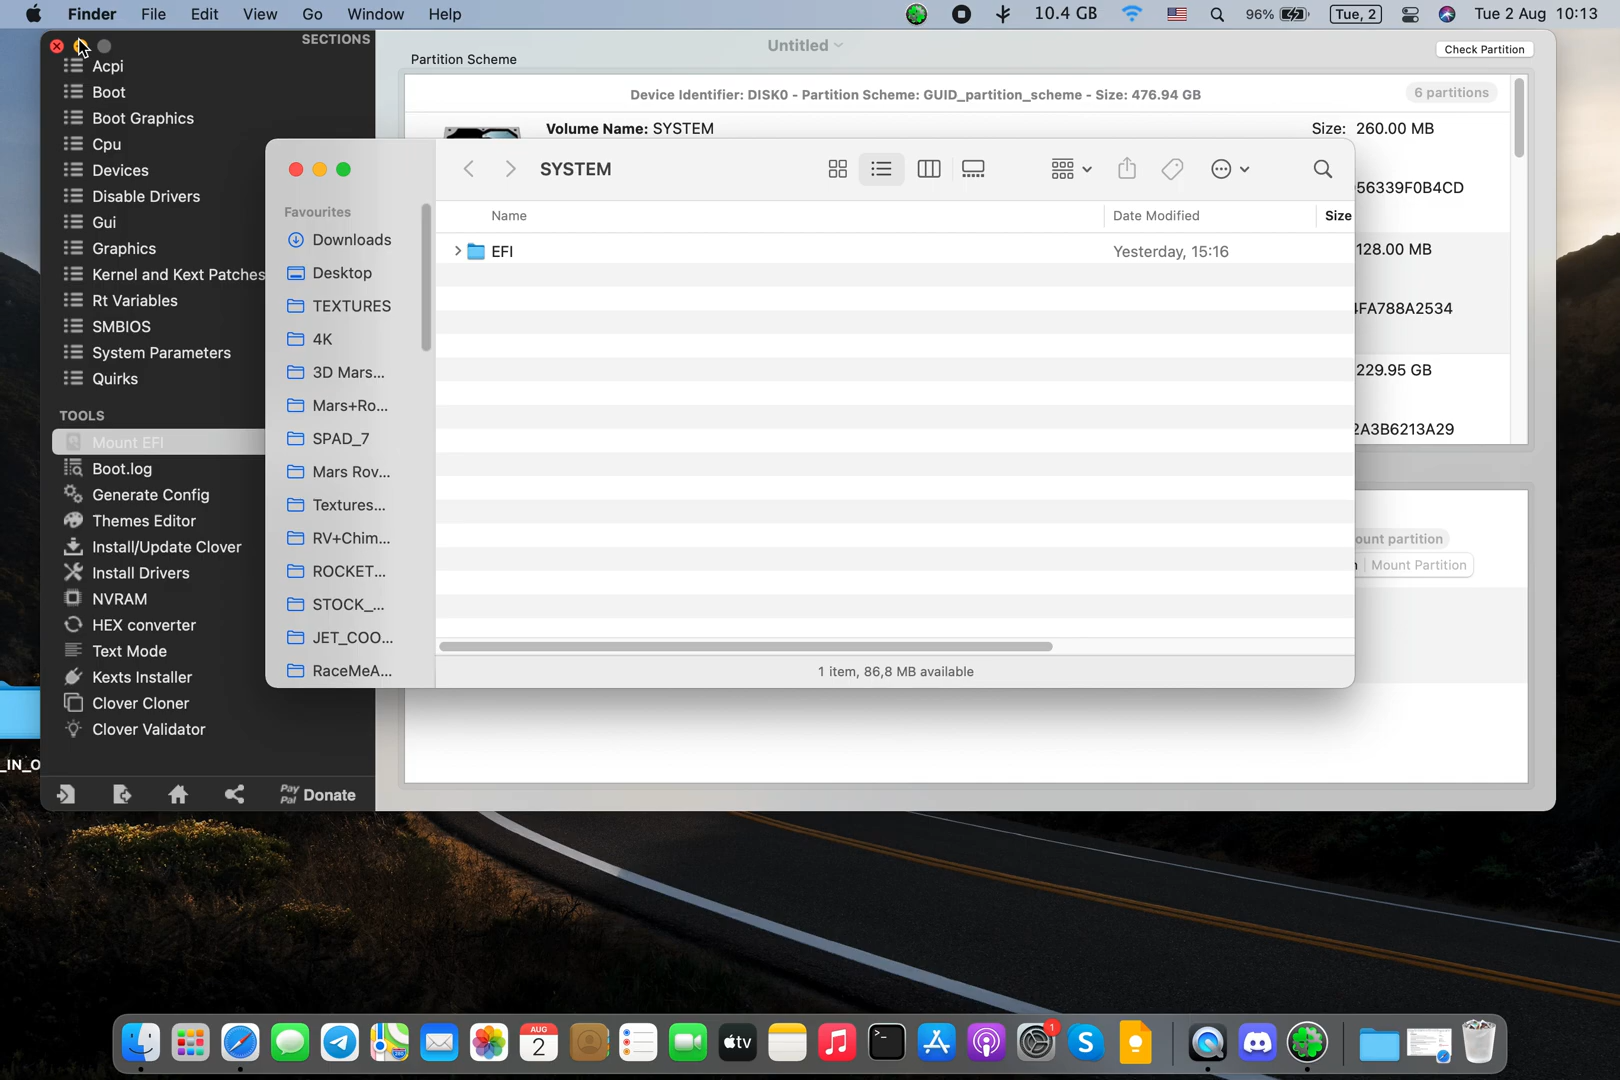 Finder File Edit View Go Window Help 10.4 GB 96% Tue, 2 Tue 2 Aug 10:13
SECTIONS
Acpi
Boot
Boot Graphics
Cpu
Devices
Disable Drivers
Gui
Graphics
Kernel and Kext Patches
Rt Variables
SMBIOS
System Parameters
Quirks
TOOLS
Mount EFI
Boot.log
Generate Config
Themes Editor
Install/Update Clover
Install Drivers
NVRAM
HEX converter
Text Mode
Kexts Installer
Clover Cloner
Clover Validator
Pay Pal Donate
Untitled
Check Partition
Partition Scheme
Device Identifier: DISK0 - Partition Scheme: GUID_partition_scheme - Size: 476.94 GB
6 partitions
Volume Name: SYSTEM
Size: 260.00 MB
56339F0B4CD
128.00 MB
FA788A2534
229.95 GB
2A3B6213A29
ount partition
n Mount Partition
SYSTEM
Favourites
Downloads
Desktop
TEXTURES
4K
3D Mars...
Mars+Ro...
SPAD_7
Mars Rov...
Textures...
RV+Chim...
ROCKET...
STOCK_...
JET_COO...
RaceMeA...
Name Date Modified Size
EFI Yesterday, 15:16
1 item, 86,8 MB available
_IN_O
AUG
2
tv
1